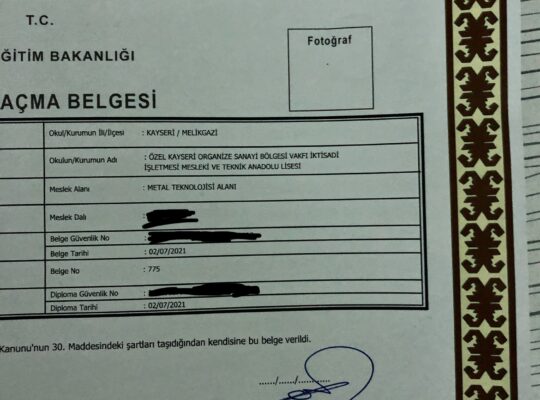 T.C.
EĞİTİM BAKANLIĞI
AÇMA BELGESİ
Fotoğraf
Okul/Kurumun İli/İlçesi : KAYSERİ / MELİKGAZİ
Okulun/Kurumun Adı : ÖZEL KAYSERİ ORGANİZE SANAYİ BÖLGESİ VAKFI İKTİSADİ
İŞLETMESİ MESLEKİ VE TEKNİK ANADOLU LİSESİ
Meslek Alanı : METAL TEKNOLOJİSİ ALANI
Meslek Dalı :
Belge Güvenlik No :
Belge Tarihi : 02/07/2021
Belge No : 775
Diploma Güvenlik No :
Diploma Tarihi : 02/07/2021
Kanunu'nun 30. Maddesindeki şartları taşıdığından kendisine bu belge verildi.
....../....../............